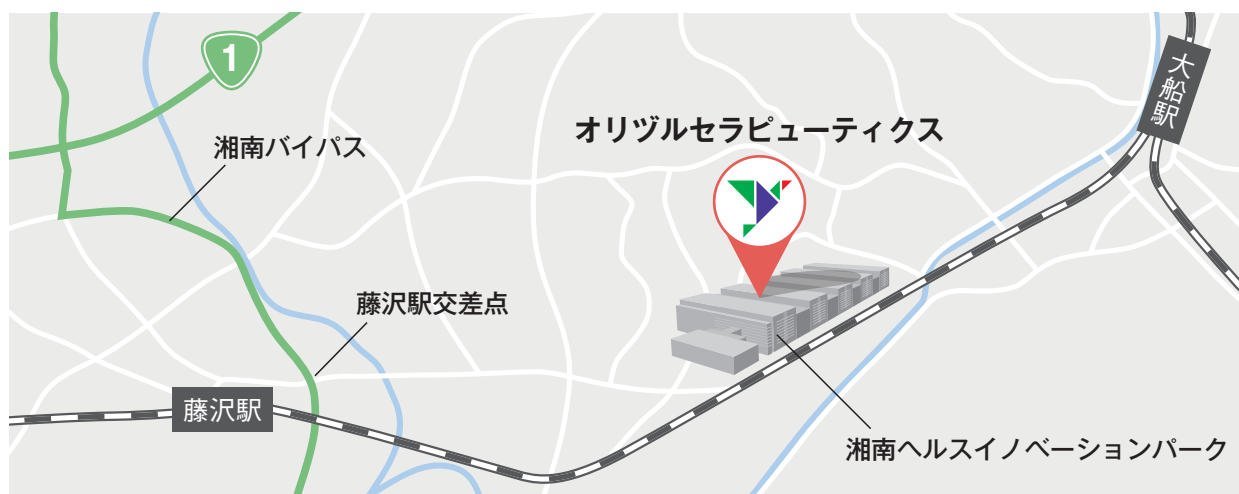 1
大船駅
オリヅルセラピューティクス
湘南バイパス
藤沢駅交差点
藤沢駅
湘南ヘルスイノベーションパーク